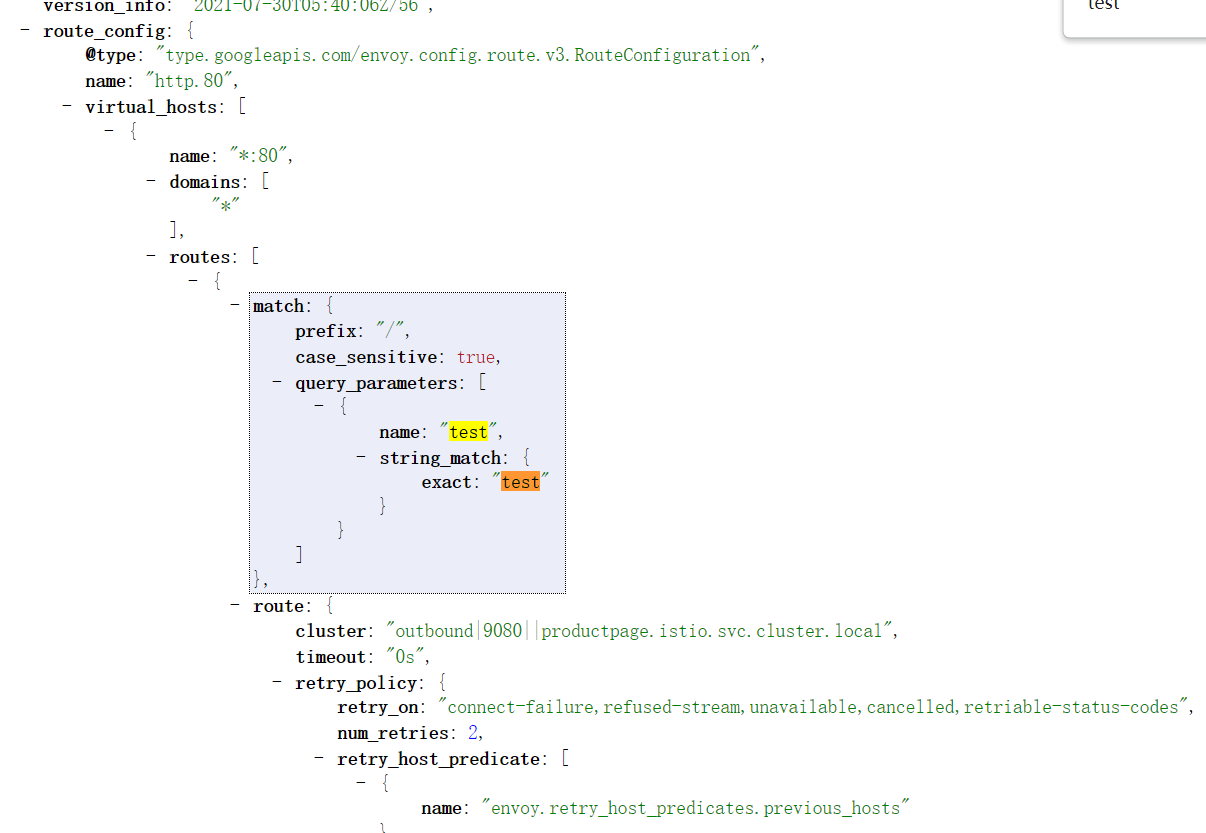 version_info: "2021-07-30T05:40:06Z/56",
test
- route_config: {
@type: "type.googleapis.com/envoy.config.route.v3.RouteConfiguration",
name: "http.80",
- virtual_hosts: [
- {
name: "*:80",
- domains: [
"*"
],
- routes: [
- {
- match: {
prefix: "/",
case_sensitive: true,
- query_parameters: [
- {
name: "test",
- string_match: {
exact: "test"
}
}
]
},
- route: {
cluster: "outbound|9080||productpage.istio.svc.cluster.local",
timeout: "0s",
- retry_policy: {
retry_on: "connect-failure,refused-stream,unavailable,cancelled,retriable-status-codes",
num_retries: 2,
- retry_host_predicate: [
- {
name: "envoy.retry_host_predicates.previous_hosts"
}